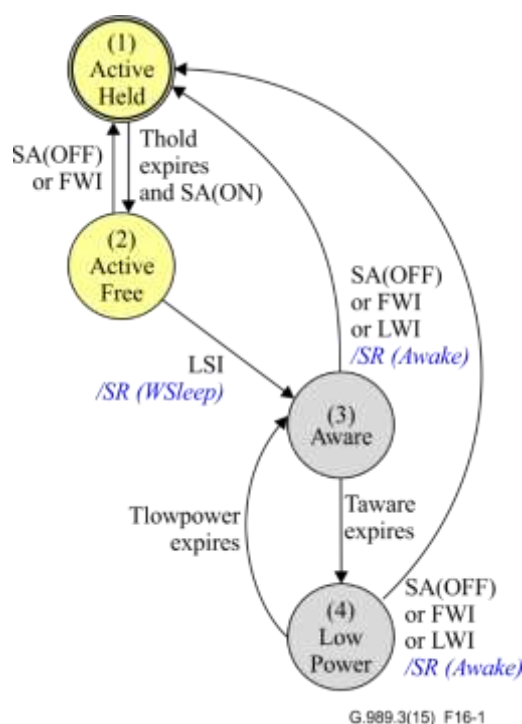 (1)
Active
Held
SA(OFF)
or FWI
Thold
expires
and SA(ON)
(2)
Active
Free
SA(OFF)
or FWI
or LWI
/SR (Awake)
LSI
/SR (WSleep)
(3)
Aware
Tlowpower
expires
Taware
expires
(4)
Low
Power
SA(OFF)
or FWI
or LWI
/SR (Awake)
G.989.3(15)_F16-1